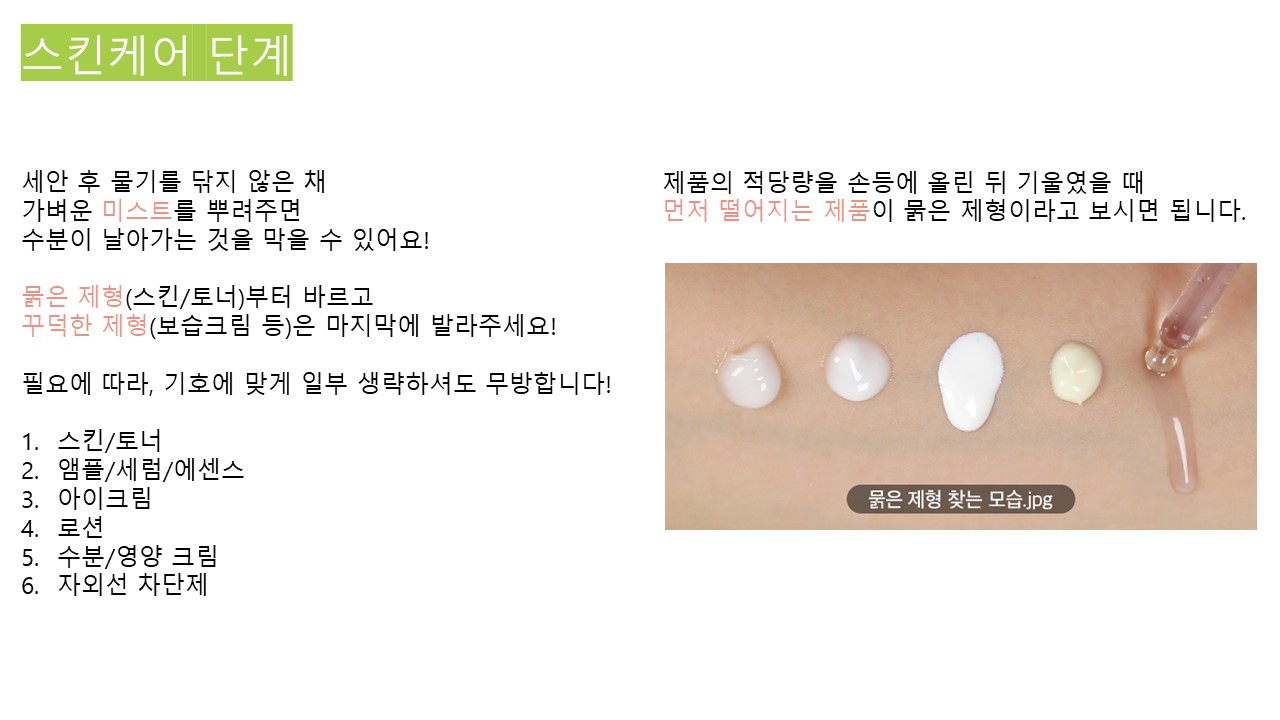 스킨케어 단계
세안 후 물기를 닦지 않은 채
가벼운 미스트를 뿌려주면
수분이 날아가는 것을 막을 수 있어요!
묽은 제형(스킨/토너)부터 바르고
꾸덕한 제형(보습크림 등)은 마지막에 발라주세요!
필요에 따라, 기호에 맞게 일부 생략하셔도 무방합니다!
1. 스킨/토너
2. 앰플/세럼/에센스
3. 아이크림
4. 로션
5. 수분/영양 크림
6. 자외선 차단제
제품의 적당량을 손등에 올린 뒤 기울였을 때
먼저 떨어지는 제품이 묽은 제형이라고 보시면 됩니다.
묽은 제형 찾는 모습.jpg